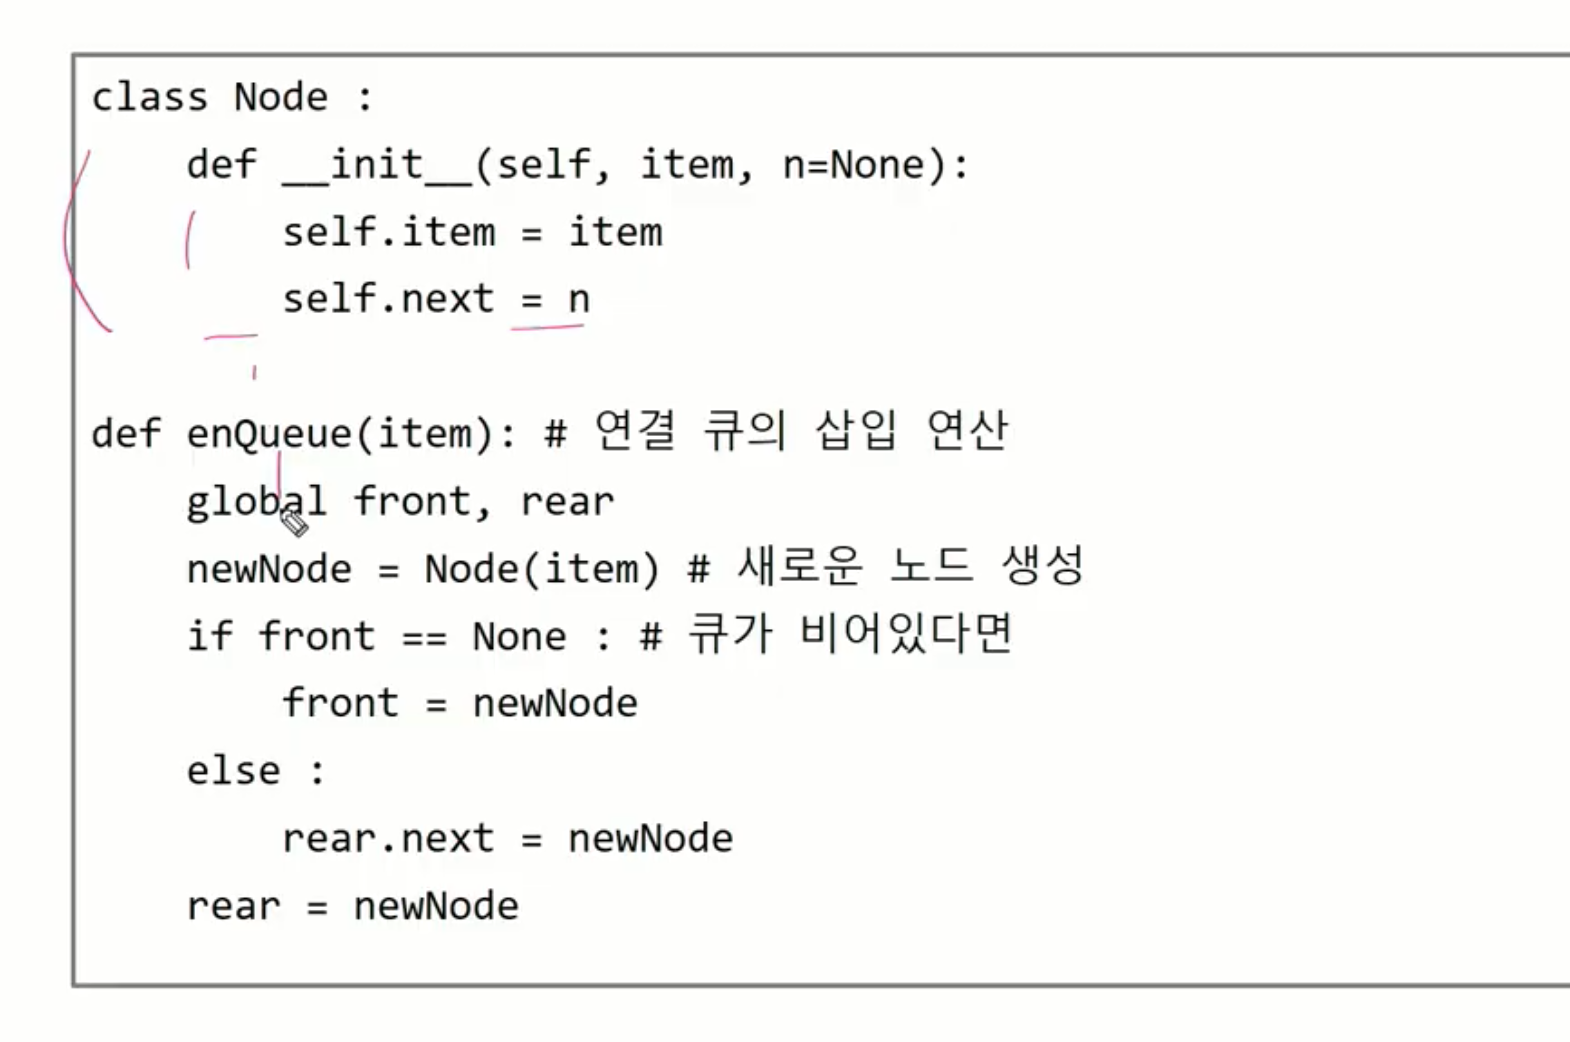 class Node :
    def __init__(self, item, n=None):
        self.item = item
        self.next = n
def enQueue(item): # 연결 큐의 삽입 연산
    global front, rear
    newNode = Node(item) # 새로운 노드 생성
    if front == None : # 큐가 비어있다면
        front = newNode
    else :
        rear.next = newNode
    rear = newNode